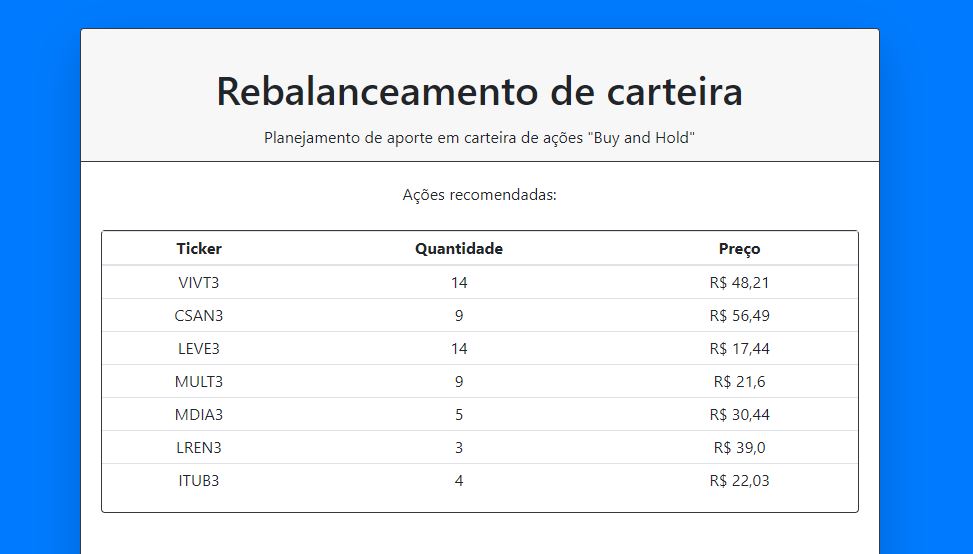 Rebalanceamento de carteira
Planejamento de aporte em carteira de ações "Buy and Hold"
Ações recomendadas:
Ticker Quantidade Preço
VIVT3 14 R$ 48,21
CSAN3 9 R$ 56,49
LEVE3 14 R$ 17,44
MULT3 9 R$ 21,6
MDIA3 5 R$ 30,44
LREN3 3 R$ 39,0
ITUB3 4 R$ 22,03